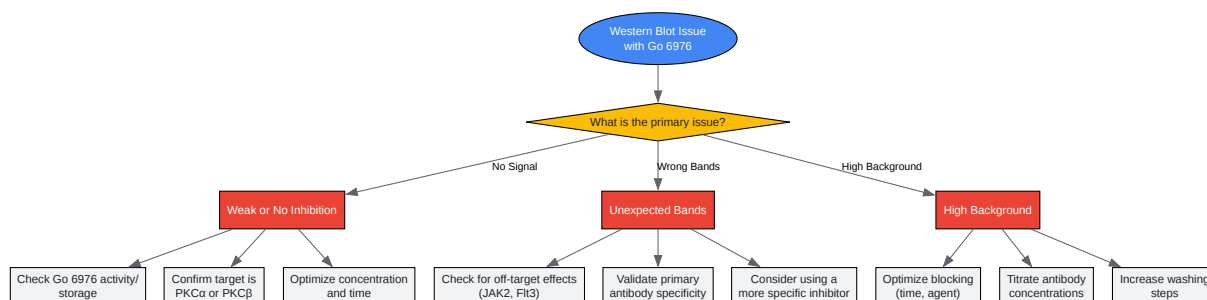 Western Blot Issue
with Go 6976
What is the primary issue?
No Signal
Wrong Bands
High Background
Weak or No Inhibition
Unexpected Bands
High Background
Check Go 6976 activity/
storage
Confirm target is
PKCα or PKCβ
Optimize concentration
and time
Check for off-target effects
(JAK2, Flt3)
Validate primary
antibody specificity
Consider using a
more specific inhibitor
Optimize blocking
(time, agent)
Titrate antibody
concentrations
Increase washing
steps